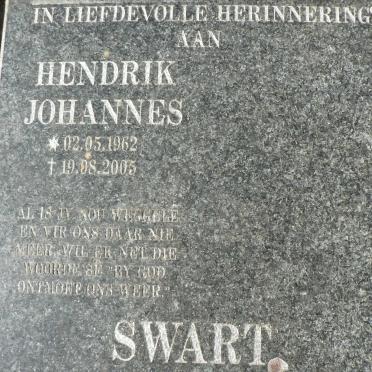 IN LIEFDEVOLLE HERINNERING
AAN
HENDRIK
JOHANNES
* 02.05.1962
† 19.08.2005
AL IS JY NOU WEGGELÊ
EN VIR ONS DAAR NIE
MEER, WIL EK NET DIE
WOORDE SÊ "BY GOD
ONTMOET ONS WEER."
SWART